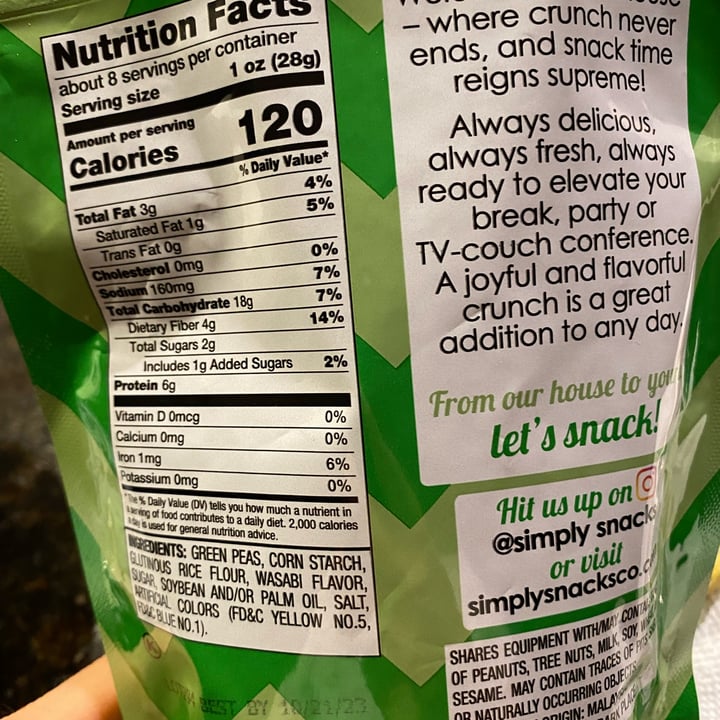 Nutrition Facts
about 8 servings per container
Serving size 1 oz (28g)
Amount per serving
Calories 120
% Daily Value*
Total Fat 3g 4%
Saturated Fat 1g 5%
Trans Fat 0g
Cholesterol 0mg 0%
Sodium 160mg 7%
Total Carbohydrate 18g 7%
Dietary Fiber 4g 14%
Total Sugars 2g
Includes 1g Added Sugars 2%
Protein 6g
Vitamin D 0mcg 0%
Calcium 0mg 0%
Iron 1mg 6%
Potassium 0mg 0%
*The % Daily Value (DV) tells you how much a nutrient in
a serving of food contributes to a daily diet. 2,000 calories
a day is used for general nutrition advice.
INGREDIENTS: GREEN PEAS, CORN STARCH,
GLUTINOUS RICE FLOUR, WASABI FLAVOR,
SUGAR, SOYBEAN AND/OR PALM OIL, SALT,
ARTIFICIAL COLORS (FD&C YELLOW NO.5,
FD&C BLUE NO.1).
BEST BY 10/21/23
– where crunch never
ends, and snack time
reigns supreme!
Always delicious,
always fresh, always
ready to elevate your
break, party or
TV-couch conference.
A joyful and flavorful
crunch is a great
addition to any day.
From our house to you
let's snack!
Hit us up on
@simply snacks
or visit
simplysnacksco.
SHARES EQUIPMENT WITH/MAY CONTAIN
OF PEANUTS, TREE NUTS, MILK, SOY,
SESAME. MAY CONTAIN TRACES OF
OR NATURALLY OCCURRING OBJECTS.